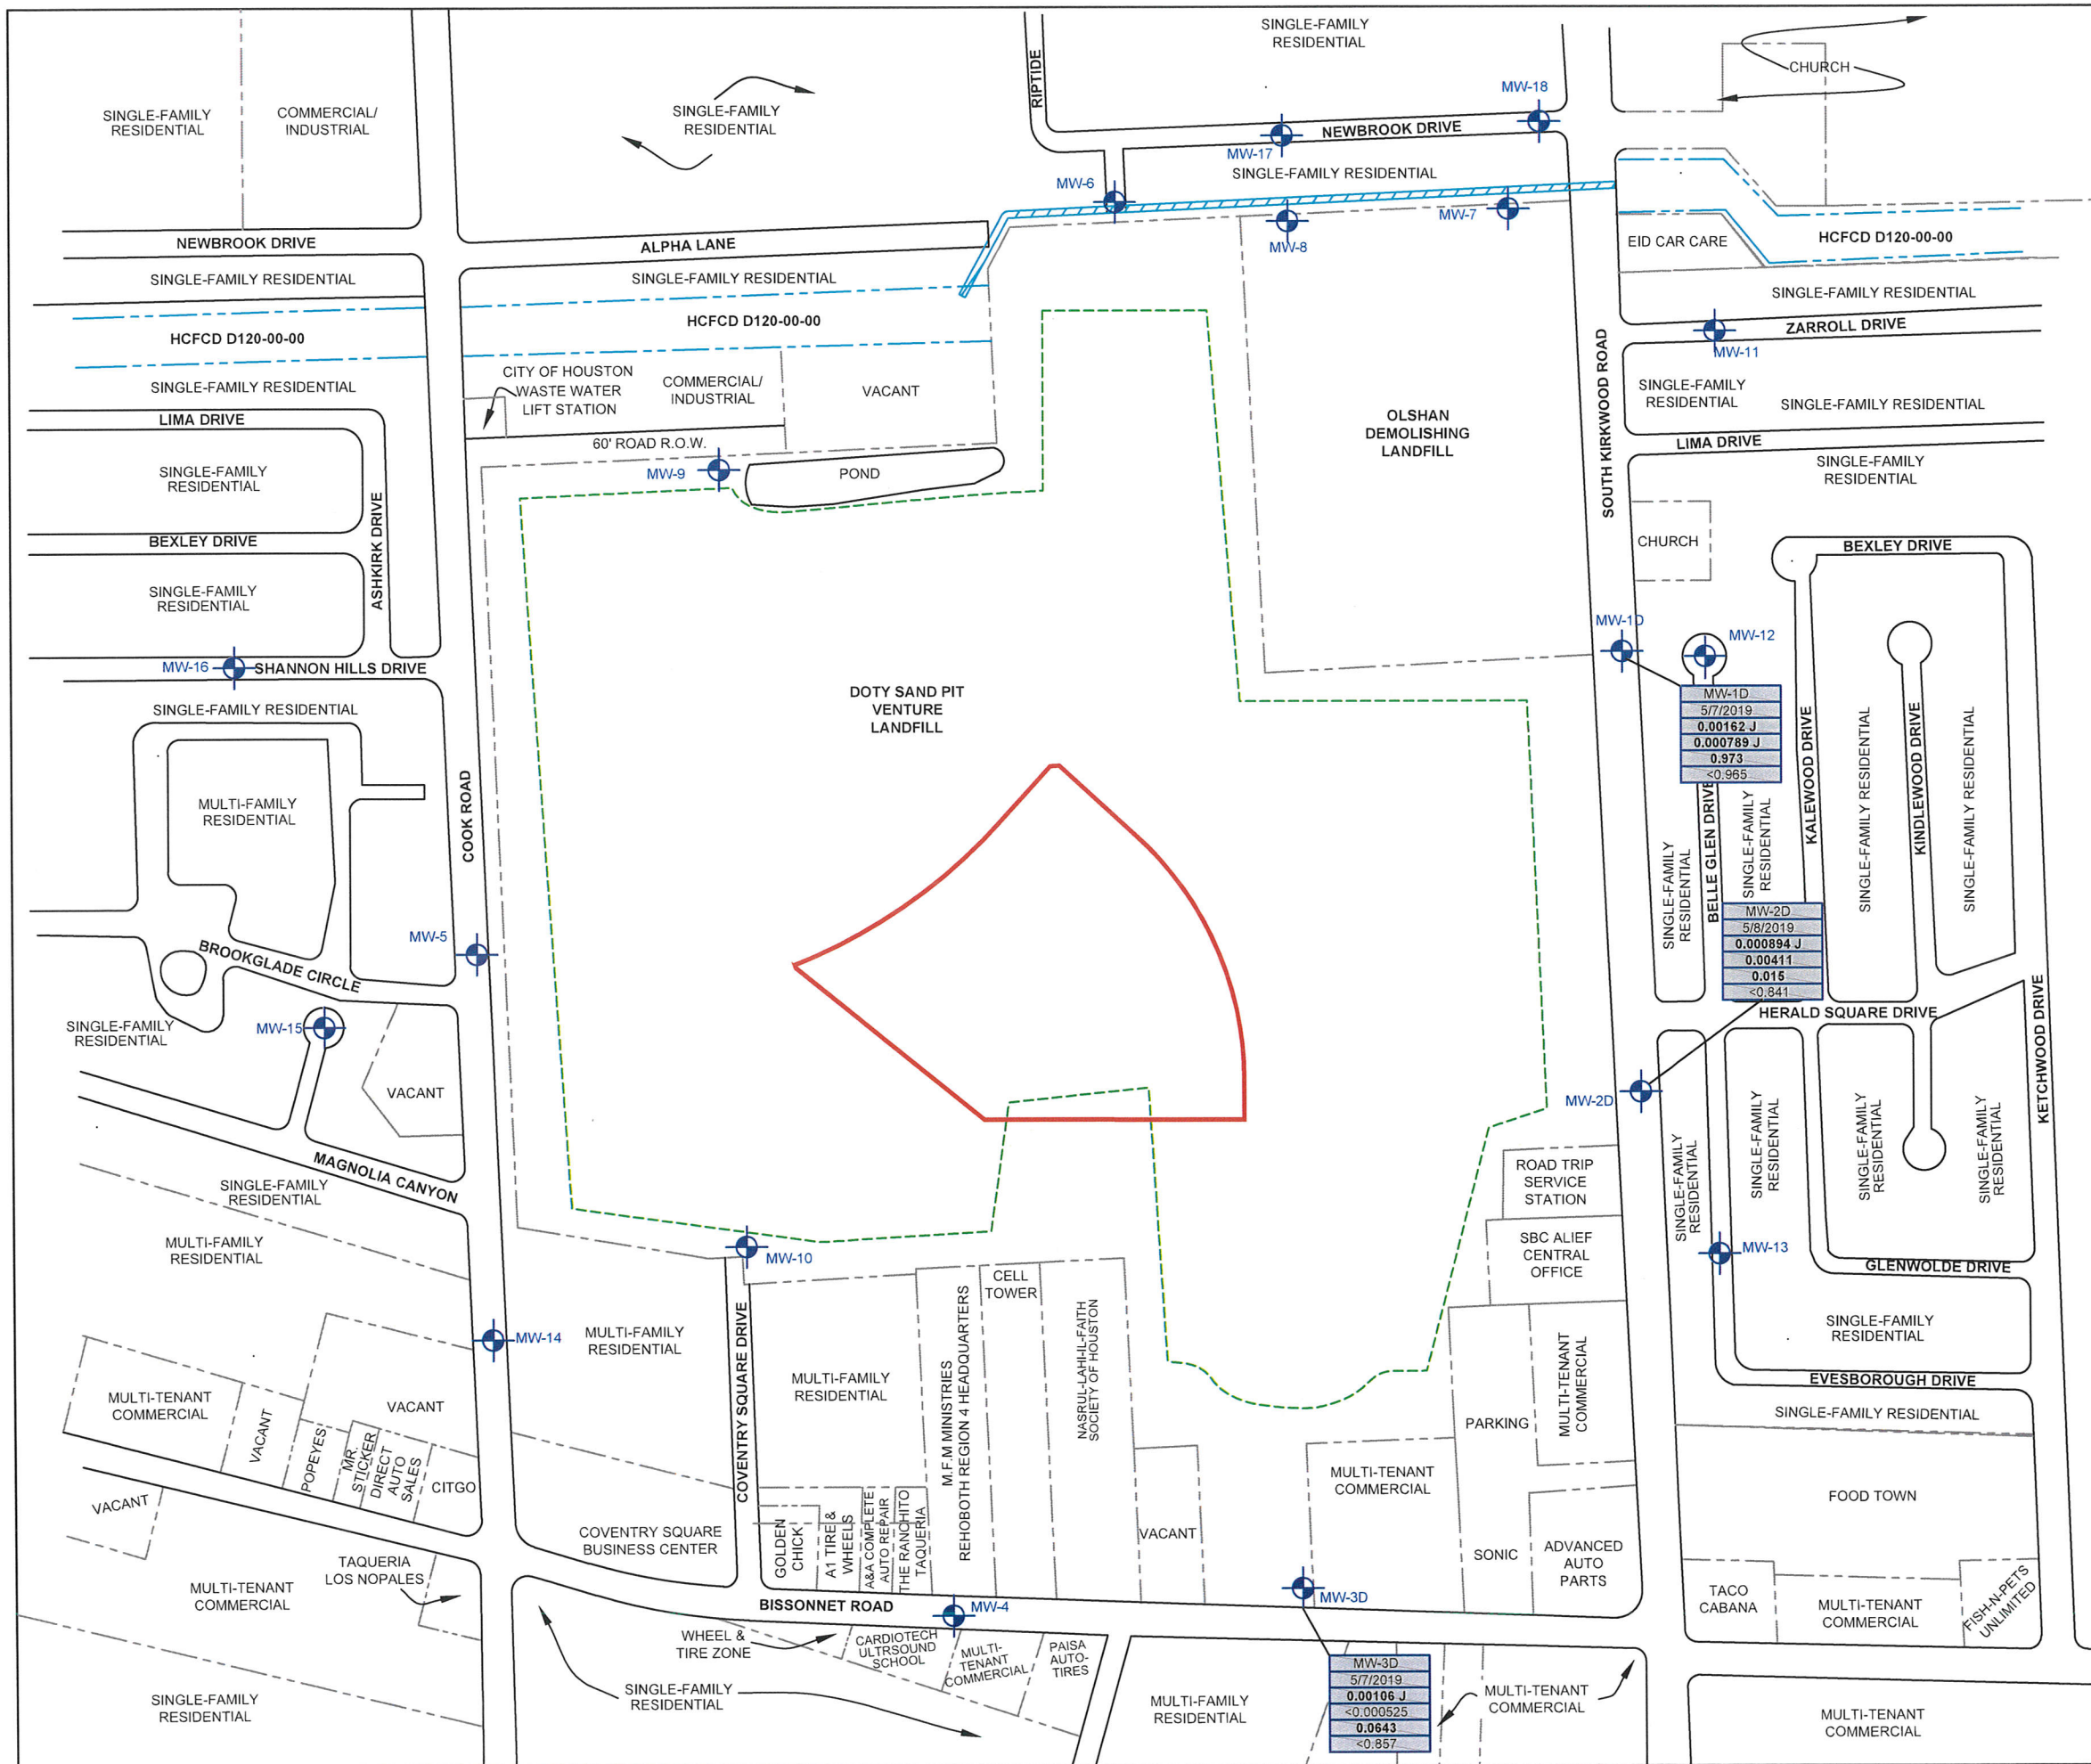 SINGLE-FAMILY
RESIDENTIAL
COMMERCIAL/
INDUSTRIAL
SINGLE-FAMILY
RESIDENTIAL
RIPTIDE
SINGLE-FAMILY
RESIDENTIAL
CHURCH
MW-18
NEWBROOK DRIVE
MW-17
SINGLE-FAMILY RESIDENTIAL
MW-6
MW-7
MW-8
NEWBROOK DRIVE
ALPHA LANE
EID CAR CARE
HCFCD D120-00-00
SINGLE-FAMILY RESIDENTIAL
SINGLE-FAMILY RESIDENTIAL
SINGLE-FAMILY RESIDENTIAL
HCFCD D120-00-00
HCFCD D120-00-00
ZARROLL DRIVE
MW-11
SINGLE-FAMILY RESIDENTIAL
CITY OF HOUSTON
WASTE WATER
LIFT STATION
COMMERCIAL/
INDUSTRIAL
VACANT
SOUTH KIRKWOOD ROAD
SINGLE-FAMILY
RESIDENTIAL
SINGLE-FAMILY RESIDENTIAL
LIMA DRIVE
60' ROAD R.O.W.
OLSHAN
DEMOLISHING
LANDFILL
LIMA DRIVE
SINGLE-FAMILY
RESIDENTIAL
MW-9
POND
SINGLE-FAMILY
RESIDENTIAL
ASHKIRK DRIVE
BEXLEY DRIVE
CHURCH
BEXLEY DRIVE
SINGLE-FAMILY
RESIDENTIAL
MW-16
SHANNON HILLS DRIVE
MW-1D
MW-12
SINGLE-FAMILY RESIDENTIAL
DOTY SAND PIT
VENTURE
LANDFILL
MW-1D
5/7/2019
0.00162 J
0.000789 J
0.973
<0.965
MULTI-FAMILY
RESIDENTIAL
COOK ROAD
SINGLE-FAMILY
RESIDENTIAL
BELLE GLEN DRIVE
SINGLE-FAMILY
RESIDENTIAL
KALEWOOD DRIVE
SINGLE-FAMILY RESIDENTIAL
KINDLEWOOD DRIVE
SINGLE-FAMILY RESIDENTIAL
MW-5
MW-2D
5/8/2019
0.000894 J
0.00411
0.015
<0.841
BROOKGLADE CIRCLE
SINGLE-FAMILY
RESIDENTIAL
MW-15
HERALD SQUARE DRIVE
KETCHWOOD DRIVE
VACANT
MW-2D
MAGNOLIA CANYON
SINGLE-FAMILY
RESIDENTIAL
ROAD TRIP
SERVICE
STATION
SINGLE-FAMILY
RESIDENTIAL
SINGLE-FAMILY
RESIDENTIAL
SINGLE-FAMILY
RESIDENTIAL
SINGLE-FAMILY
RESIDENTIAL
MULTI-FAMILY
RESIDENTIAL
MW-10
SBC ALIEF
CENTRAL
OFFICE
MW-13
GLENWOLDE DRIVE
CELL
TOWER
MW-14
MULTI-FAMILY
RESIDENTIAL
COVENTRY SQUARE DRIVE
MULTI-FAMILY
RESIDENTIAL
M.F.M MINISTRIES
REHOBOTH REGION 4 HEADQUARTERS
NASRUL-LAHI-IL-FAITH
SOCIETY OF HOUSTON
MULTI-TENANT
COMMERCIAL
SINGLE-FAMILY
RESIDENTIAL
EVESBOROUGH DRIVE
MULTI-TENANT
COMMERCIAL
VACANT
VACANT
PARKING
SINGLE-FAMILY RESIDENTIAL
POPEYES
MR.
STICKER
DIRECT
AUTO
SALES
CITGO
VACANT
MULTI-TENANT
COMMERCIAL
FOOD TOWN
COVENTRY SQUARE
BUSINESS CENTER
GOLDEN
CHICK
A1 TIRE &
WHEELS
A&A COMPLETE
AUTO REPAIR
THE RANCHITO
TAQUERIA
VACANT
SONIC
ADVANCED
AUTO
PARTS
TAQUERIA
LOS NOPALES
MULTI-TENANT
COMMERCIAL
BISSONNET ROAD
MW-4
MW-3D
TACO
CABANA
MULTI-TENANT
COMMERCIAL
FISH-N-PETS
UNLIMITED
WHEEL &
TIRE ZONE
CARDIOTECH
ULTRSOUND
SCHOOL
MULTI-
TENANT
COMMERCIAL
PAISA
AUTO-
TIRES
SINGLE-FAMILY
RESIDENTIAL
SINGLE-FAMILY
RESIDENTIAL
MULTI-FAMILY
RESIDENTIAL
MW-3D
5/7/2019
0.00106 J
<0.000525
0.0643
<0.857
MULTI-TENANT
COMMERCIAL
MULTI-TENANT
COMMERCIAL